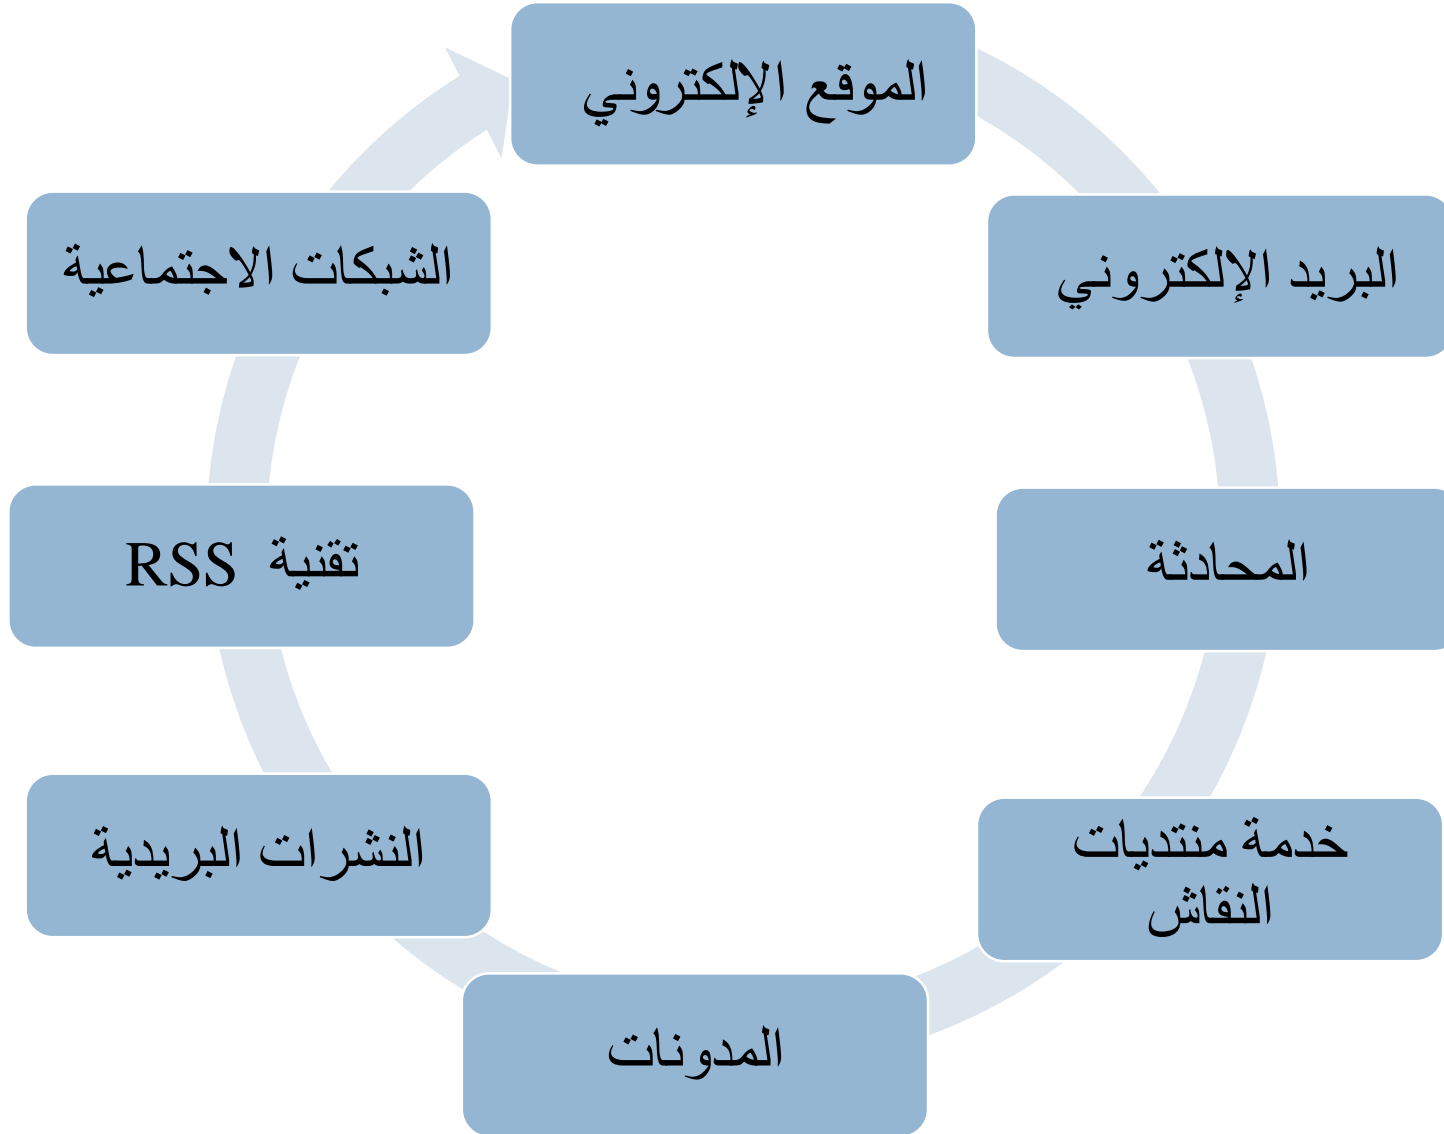 الموقع الإلكتروني
البريد الإلكتروني
المحادثة
خدمة منتديات
النقاش
المدونات
النشرات البريدية
تقنية RSS
الشبكات الاجتماعية